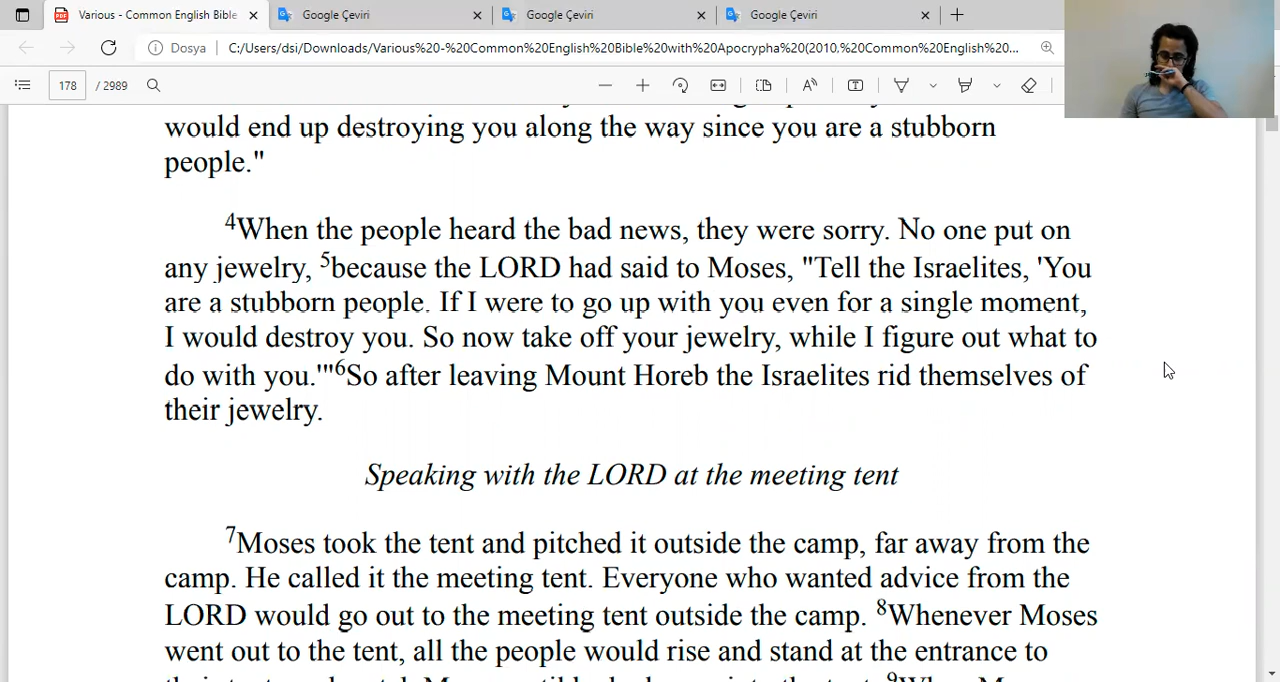 Various - Common English Bible
Google Çeviri
Google Çeviri
Google Çeviri
Dosya
C:/Users/dsi/Downloads/Various%20-%20Common%20English%20Bible%20with%20Apocrypha%20(2010,%20Common%20English%20...
178 / 2989
would end up destroying you along the way since you are a stubborn
people."
4When the people heard the bad news, they were sorry. No one put on
any jewelry, 5because the LORD had said to Moses, "Tell the Israelites, 'You
are a stubborn people. If I were to go up with you even for a single moment,
I would destroy you. So now take off your jewelry, while I figure out what to
do with you.'"6So after leaving Mount Horeb the Israelites rid themselves of
their jewelry.
Speaking with the LORD at the meeting tent
7Moses took the tent and pitched it outside the camp, far away from the
camp. He called it the meeting tent. Everyone who wanted advice from the
LORD would go out to the meeting tent outside the camp. 8Whenever Moses
went out to the tent, all the people would rise and stand at the entrance to